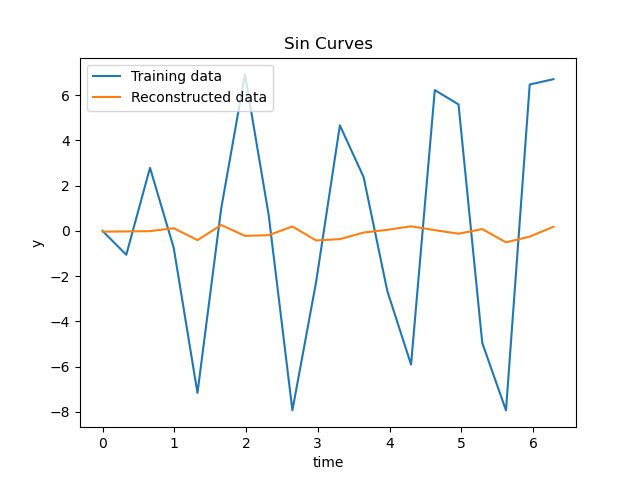 Sin Curves
Training data
Reconstructed data
6
4
2
0
−2
−4
−6
−8
y
0 1 2 3 4 5 6
time